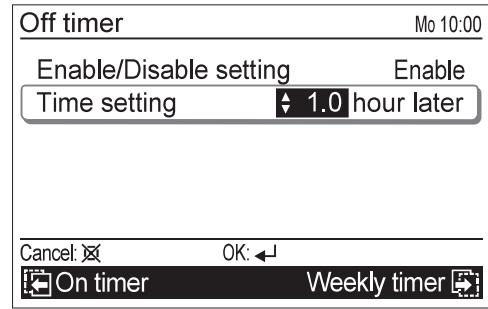 Off timer Mo 10:00
Enable/Disable setting Enable
Time setting 1.0 hour later
Cancel: OK:
On timer Weekly timer